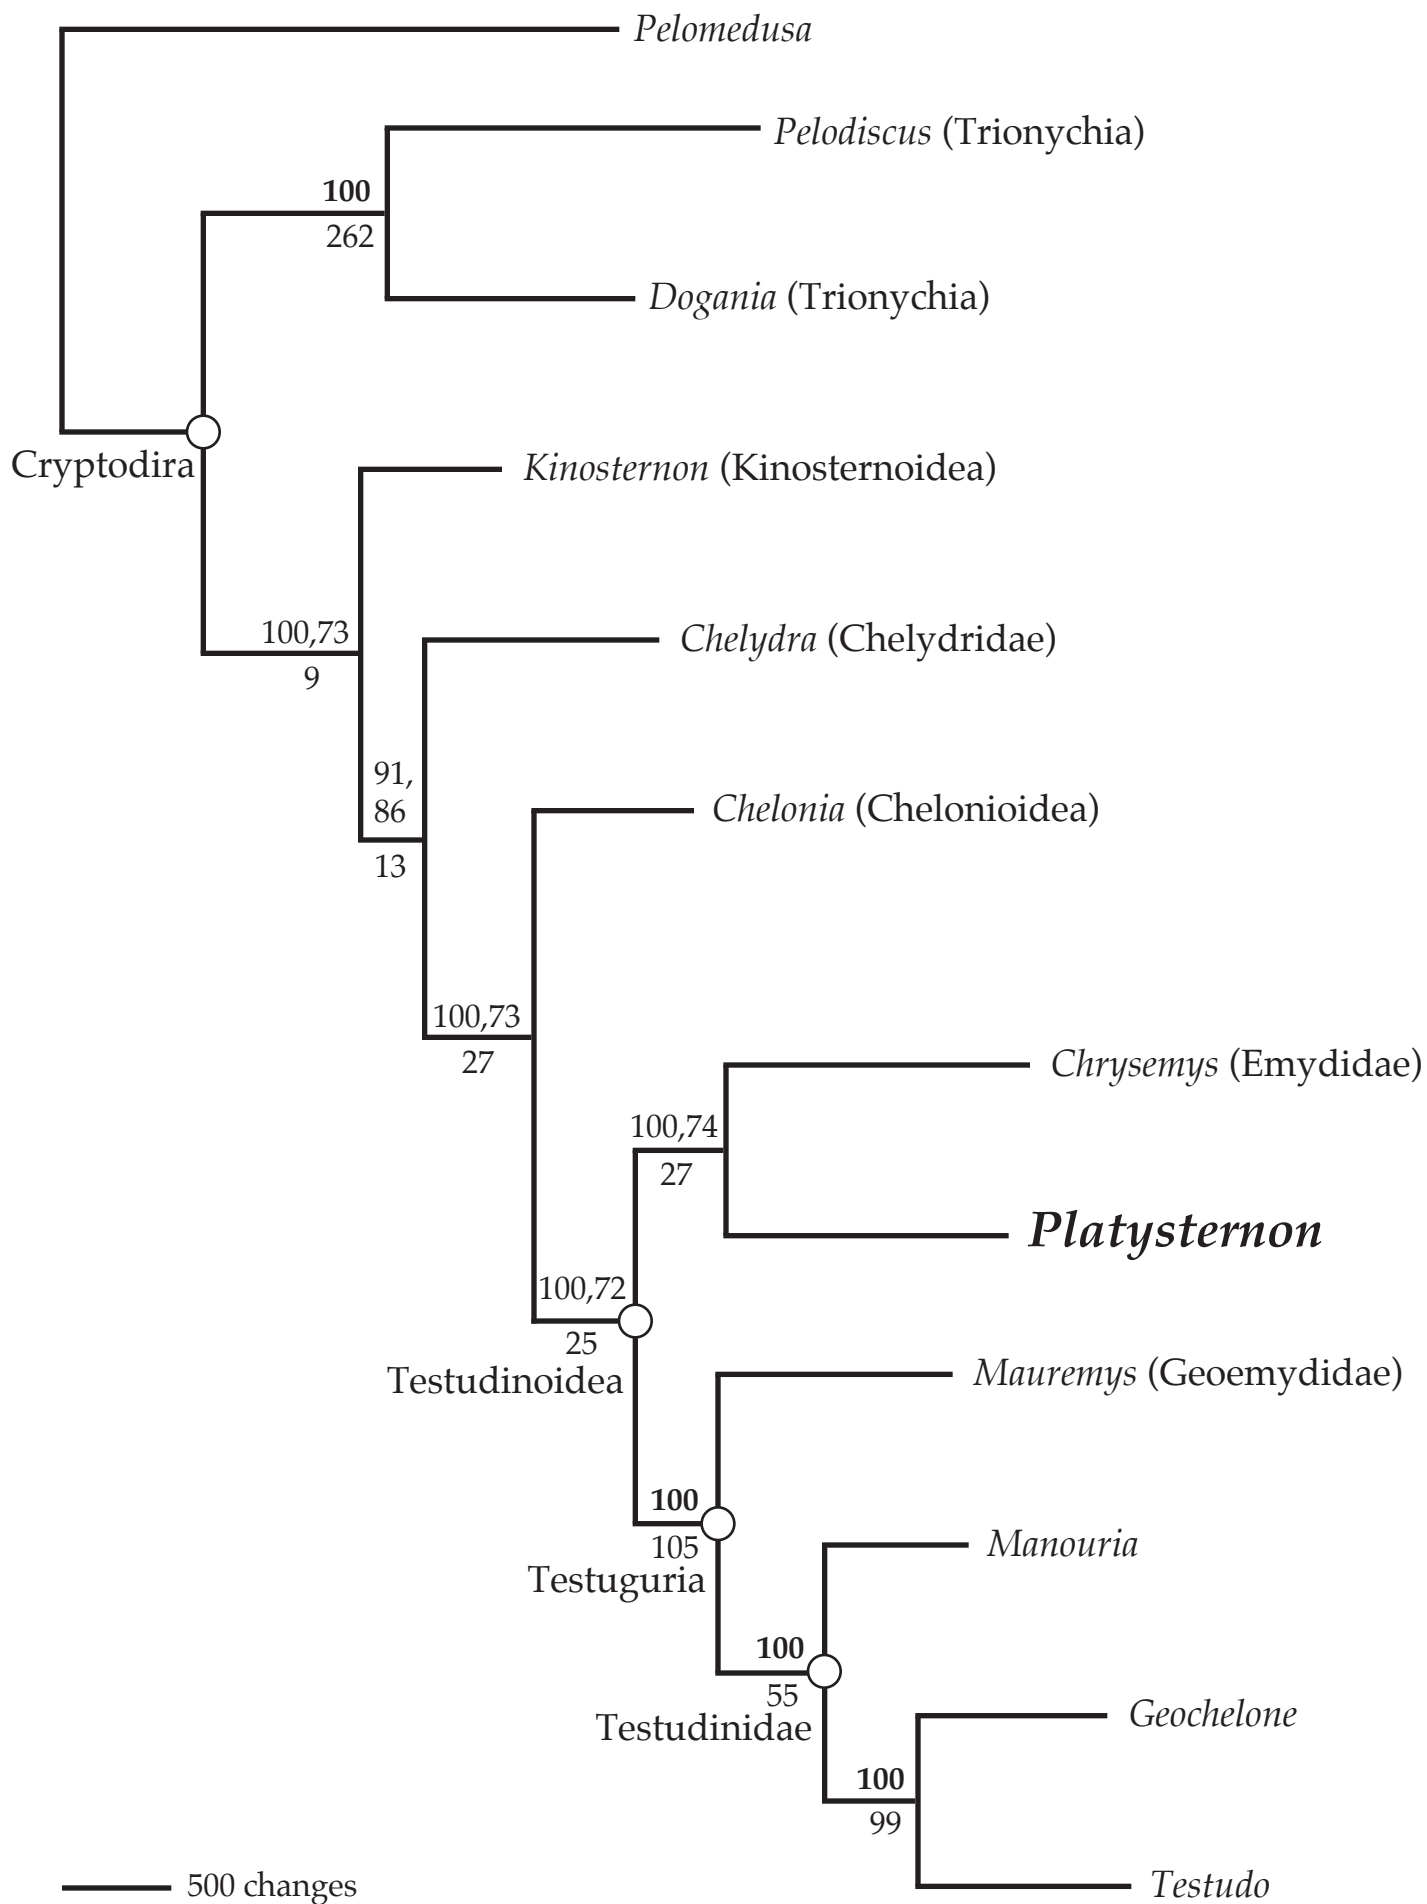 Pelomedusa
Pelodiscus (Trionychia)
100
262
Dogania (Trionychia)
Cryptodira
Kinosternon (Kinosternoidea)
100,73
9
Chelydra (Chelydridae)
91,
86
13
Chelonia (Chelonioidea)
100,73
27
Chrysemys (Emydidae)
100,74
27
Platysternon
100,72
25
Testudinoidea
Mauremys (Geoemydidae)
100
105
Testuguria
Manouria
100
55
Testudinidae
Geochelone
100
99
Testudo
500 changes